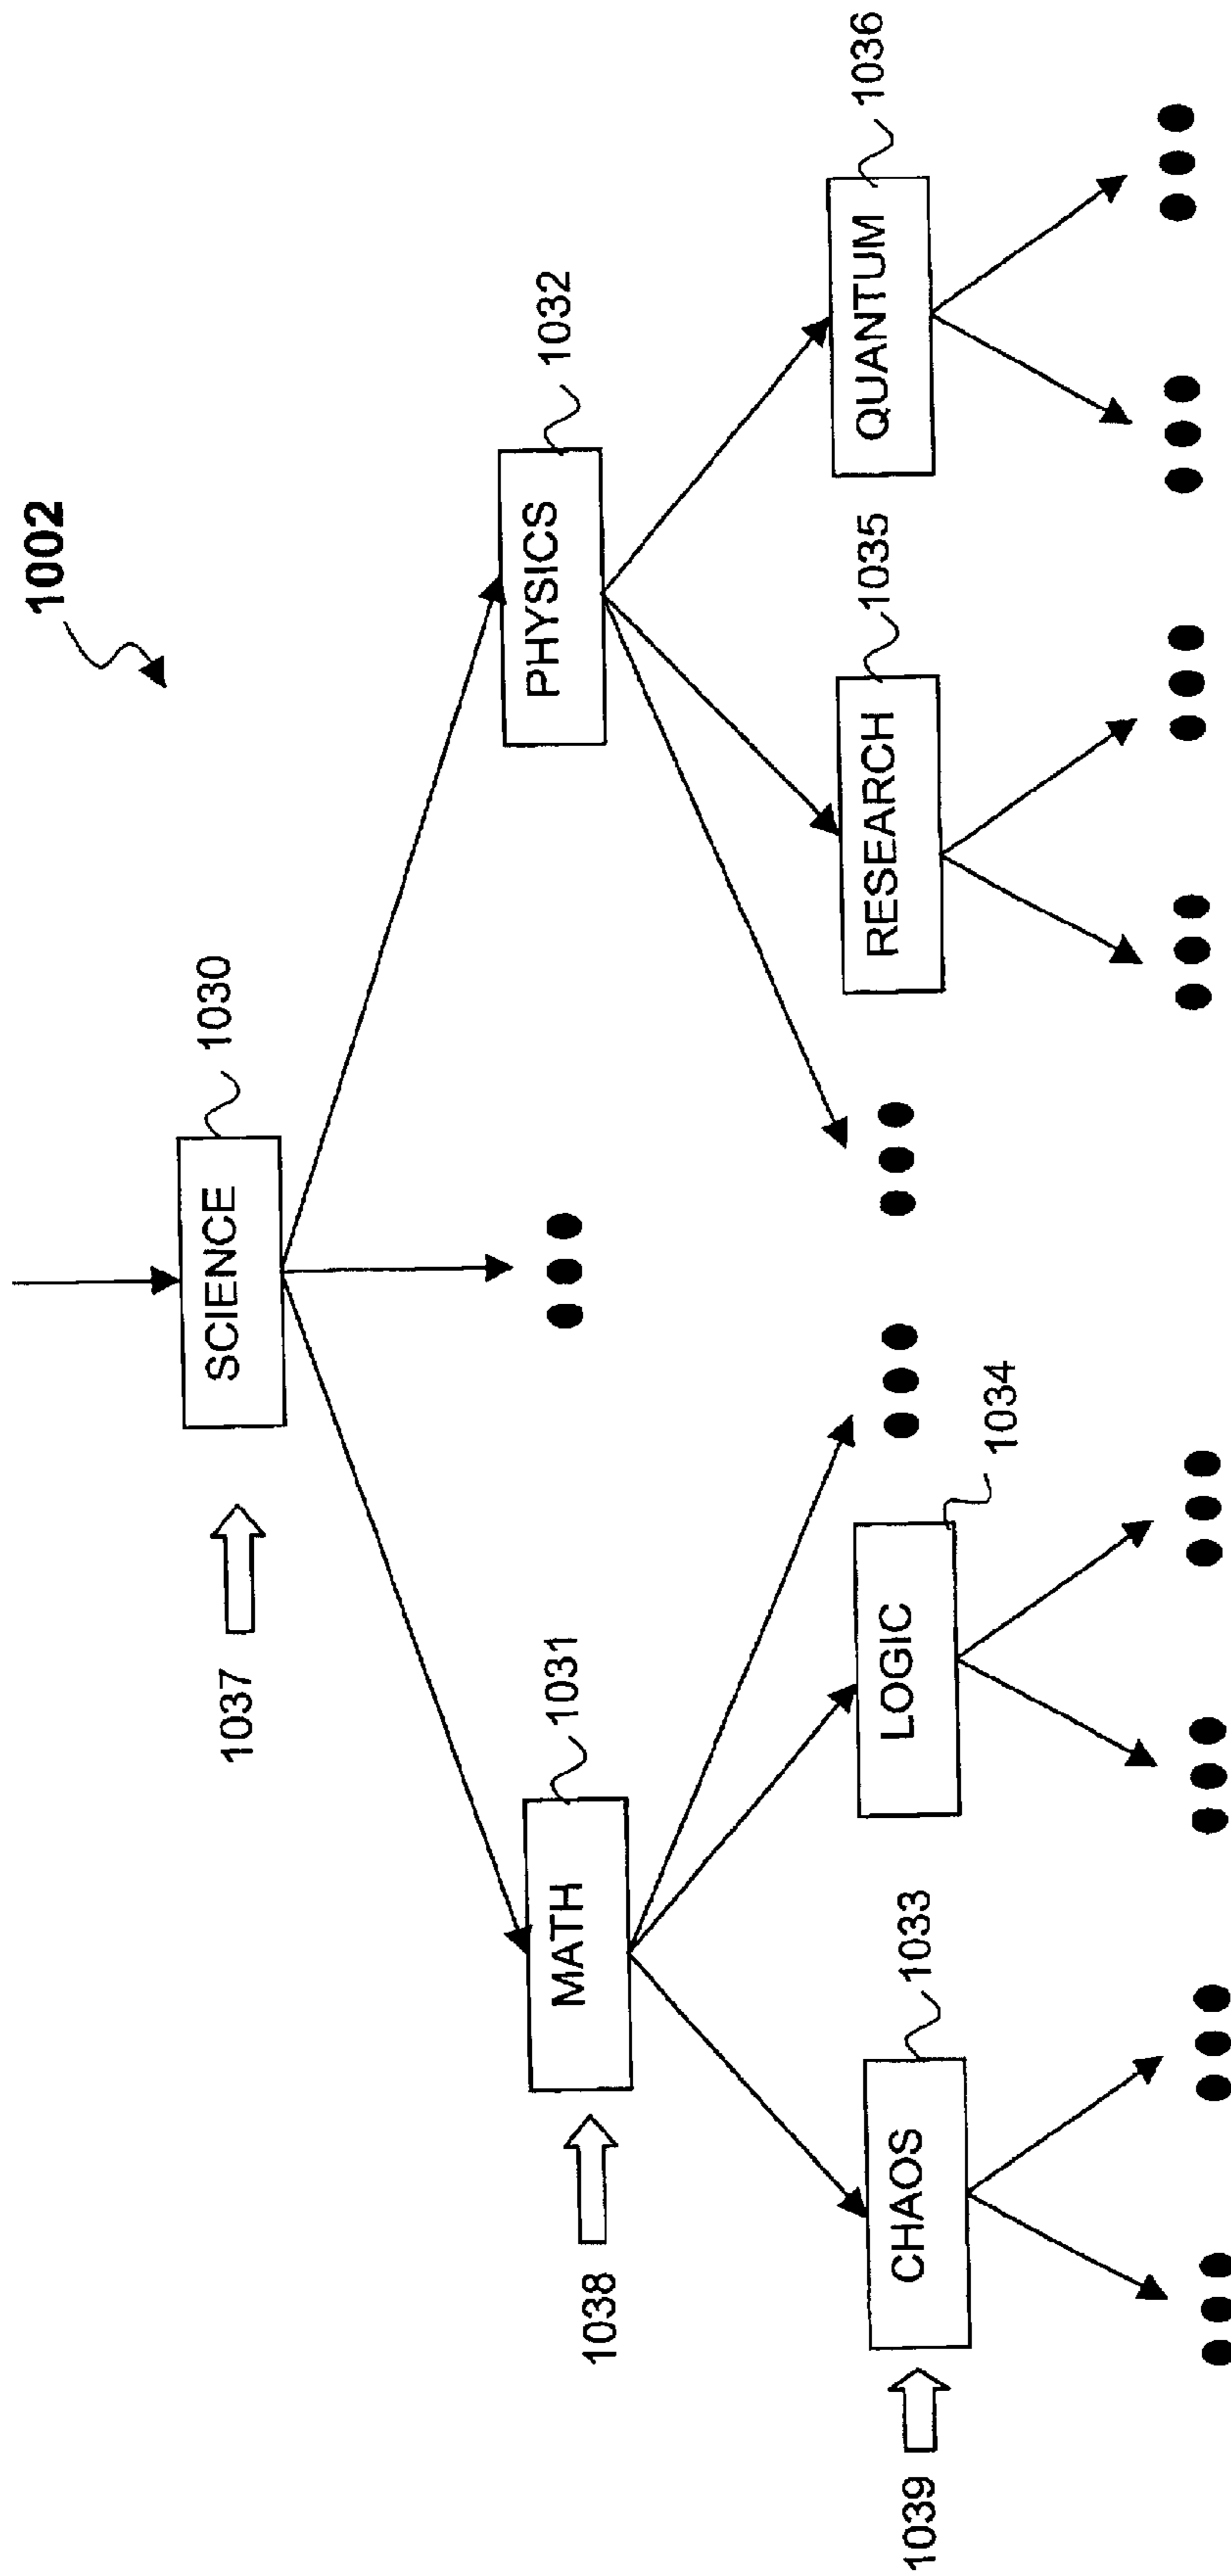 1002
1037
SCIENCE
1030
1038
MATH
1031
PHYSICS
1032
1039
CHAOS
1033
LOGIC
1034
RESEARCH
1035
QUANTUM
1036